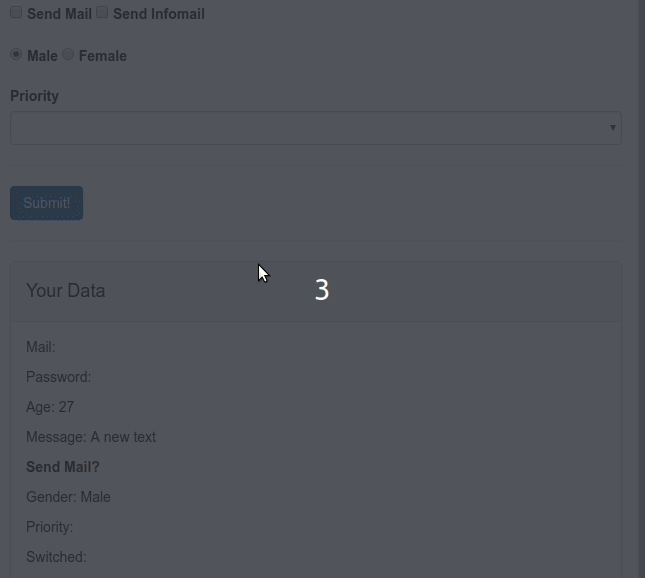 Send Mail Send Infomail
Male Female
Priority
Submit!
Your Data
3
Mail:
Password:
Age: 27
Message: A new text
Send Mail?
Gender: Male
Priority:
Switched: